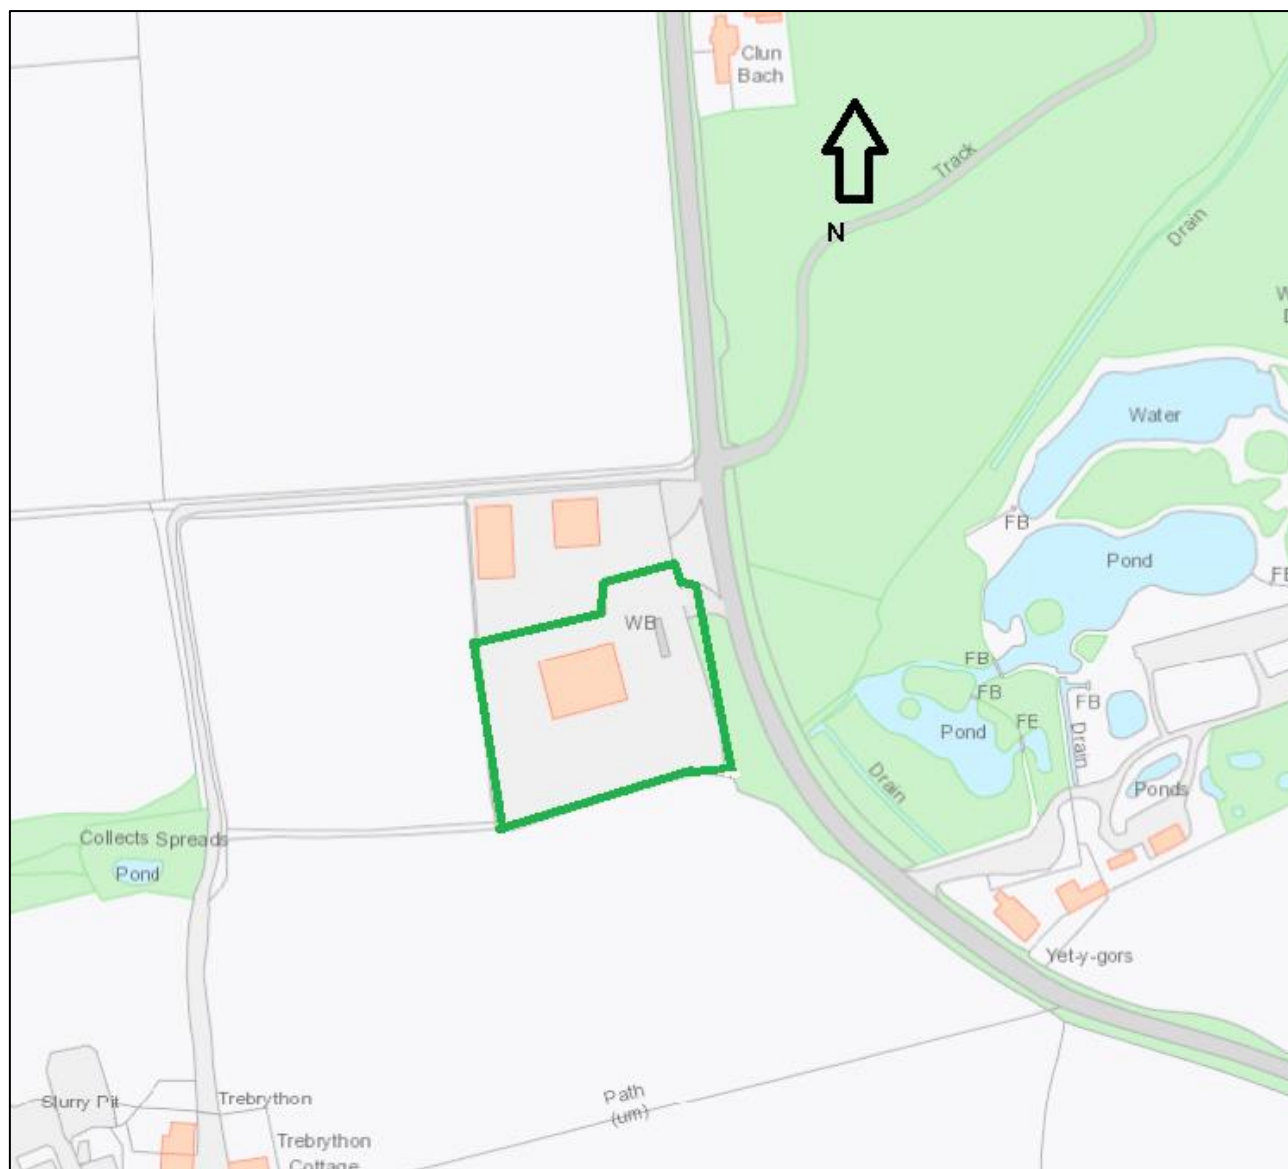 Clun
Bach
Track
N
Drain
Water
FB
Pond
WB
FB
FB
FE
FB
Pond
Drain
Drain
Ponds
Collects Spreads
Pond
Yet-y-gors
Slurry Pit
Trebrython
Path
(um)
Trebrython
Cottage